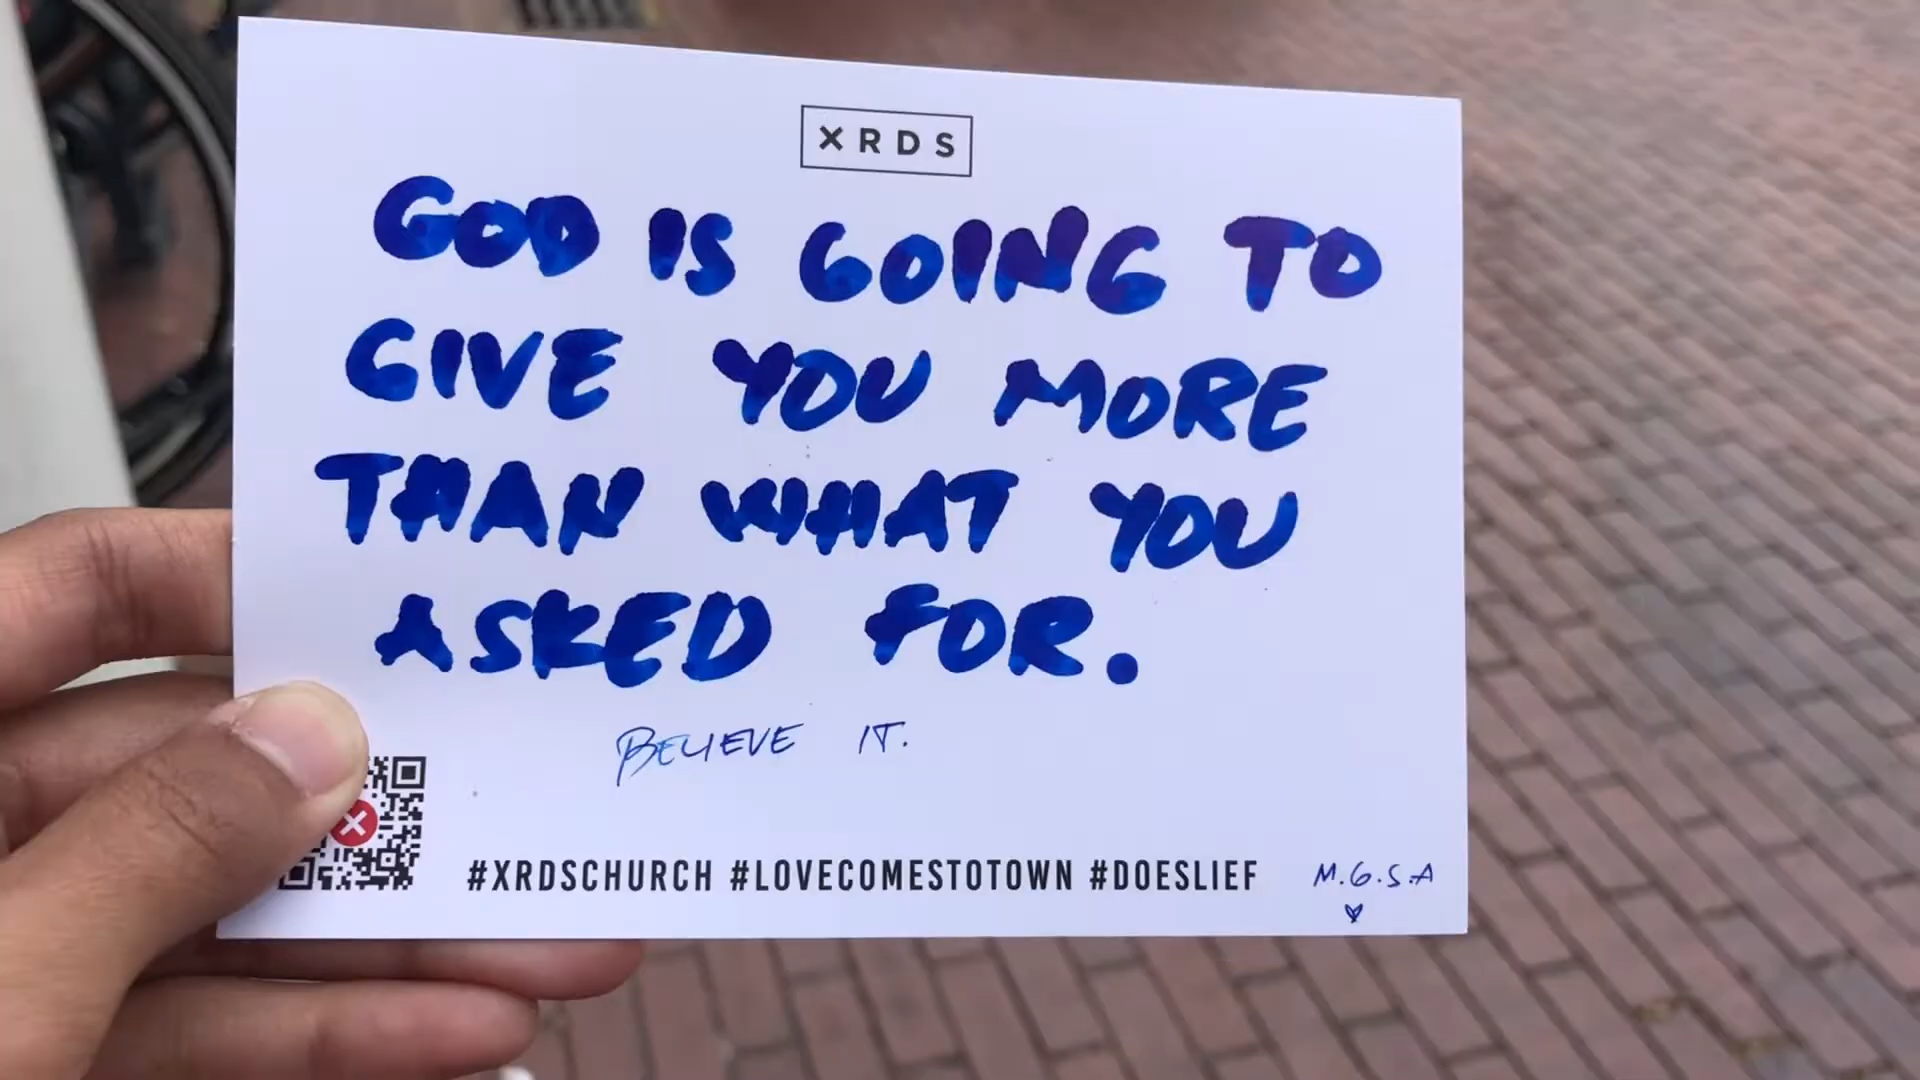 XRDS
GOD IS GOING TO
GIVE YOU MORE
THAN WHAT YOU
ASKED FOR.
BELIEVE IT.
#XRDSCHURCH #LOVECOMESTOTOWN #DOESLIEF
M.G.S.A